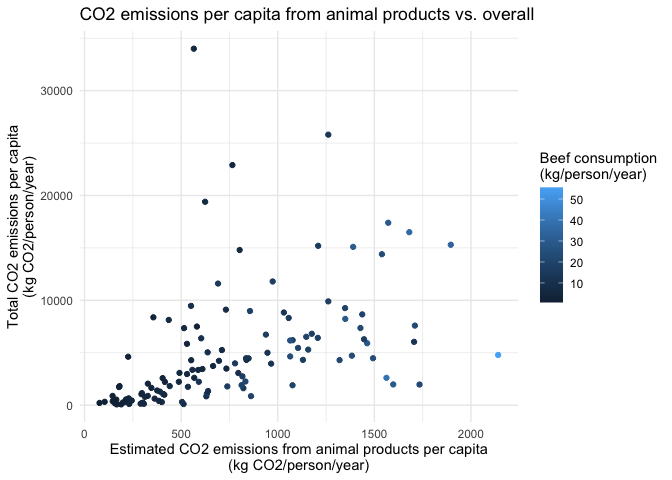 CO2 emissions per capita from animal products vs. overall
Total CO2 emissions per capita
(kg CO2/person/year)
30000
20000
10000
0
0
500
1000
1500
2000
Estimated CO2 emissions from animal products per capita
(kg CO2/person/year)
Beef consumption
(kg/person/year)
50
40
30
20
10